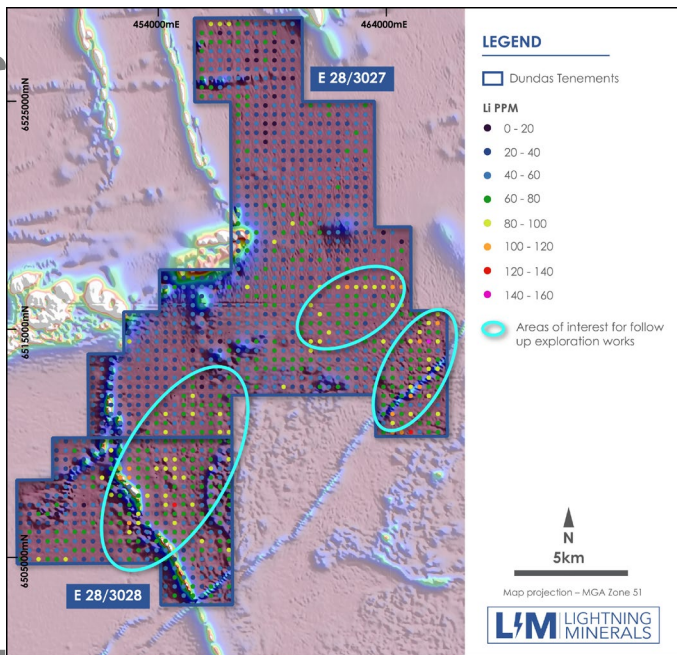 454000mE
464000mE
E 28/3027
6525000mN
6515000mN
6505000mN
E 28/3028
LEGEND
Dundas Tenements
Li PPM
0 - 20
20 - 40
40 - 60
60 - 80
80 - 100
100 - 120
120 - 140
140 - 160
Areas of interest for follow
up exploration works
N
5km
Map projection – MGA Zone 51
LM LIGHTNING
MINERALS